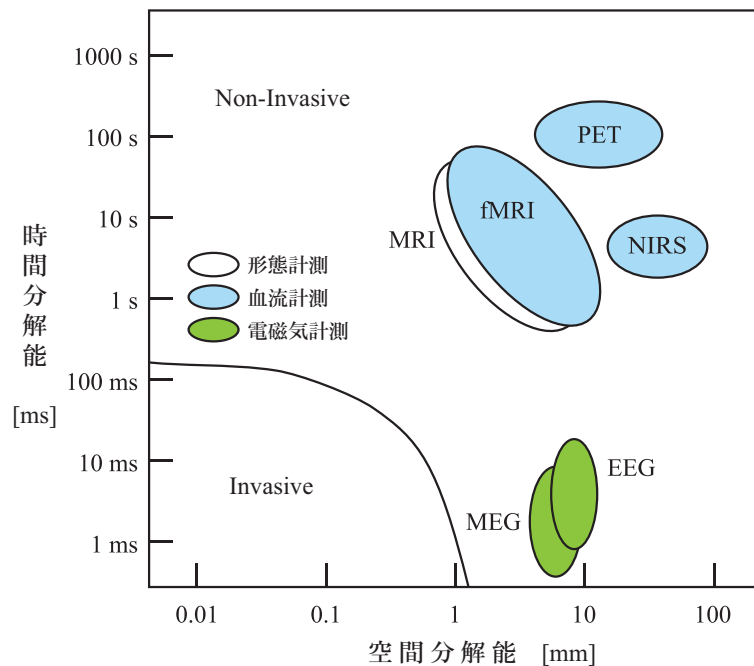 1000 s
100 s
10 s
1 s
100 ms
10 ms
1 ms
時間分解能
[ms]
Non-Invasive
PET
fMRI
MRI
NIRS
形態計測
血流計測
電磁気計測
Invasive
EEG
MEG
0.01 0.1 1 10 100
空間分解能 [mm]